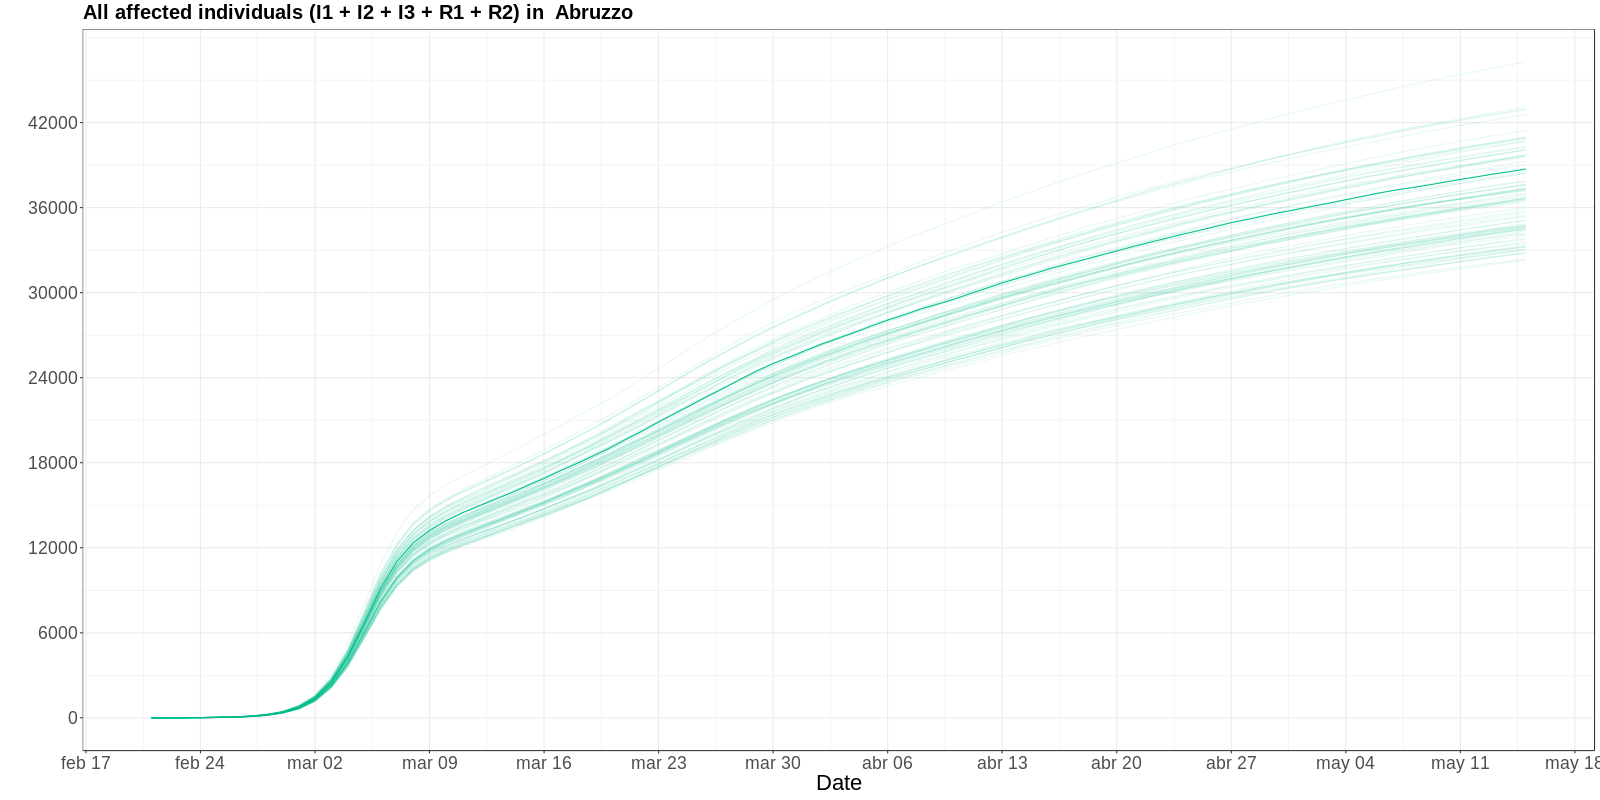 All affected individuals (I1 + I2 + I3 + R1 + R2) in  Abruzzo
42000
36000
30000
24000
18000
12000
6000
0
feb 17 feb 24 mar 02 mar 09 mar 16 mar 23 mar 30 abr 06 abr 13 abr 20 abr 27 may 04 may 11 may 18
Date